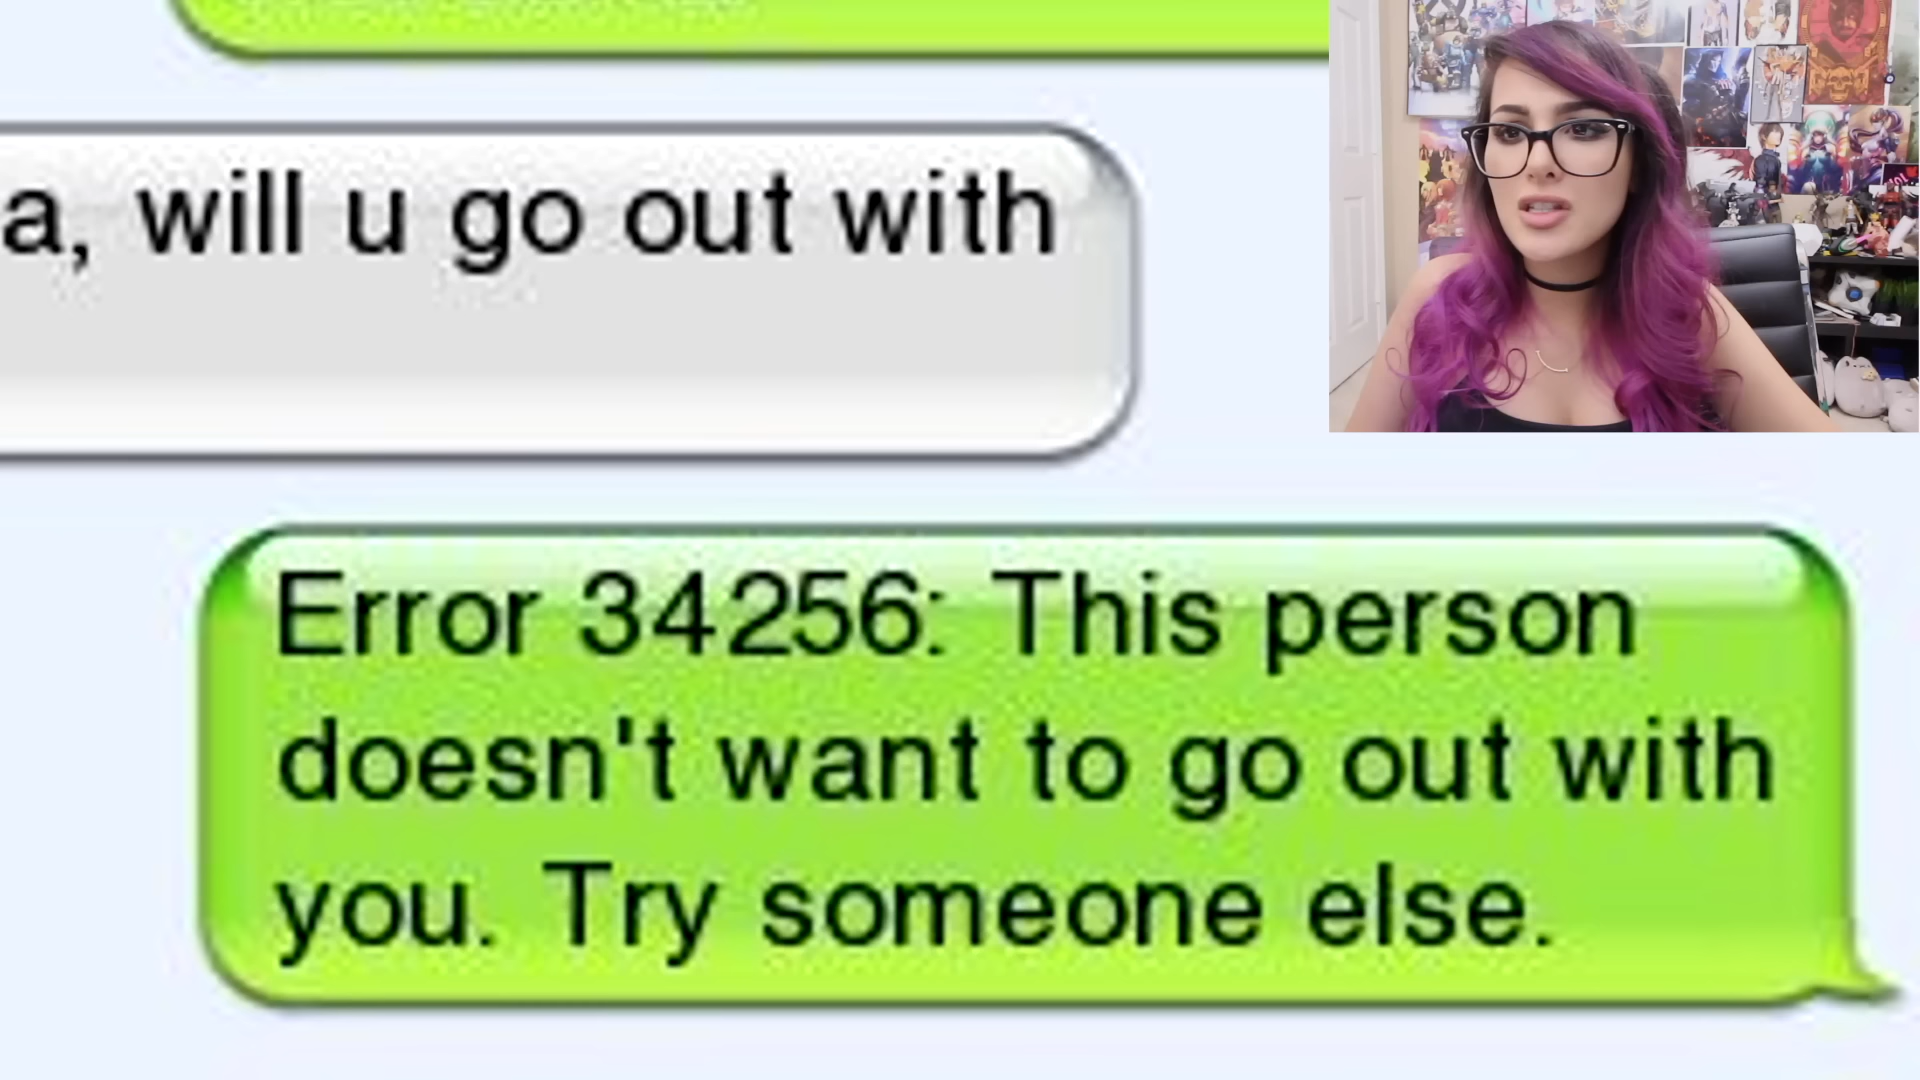 a, will u go out with
Error 34256: This person
doesn't want to go out with
you. Try someone else.